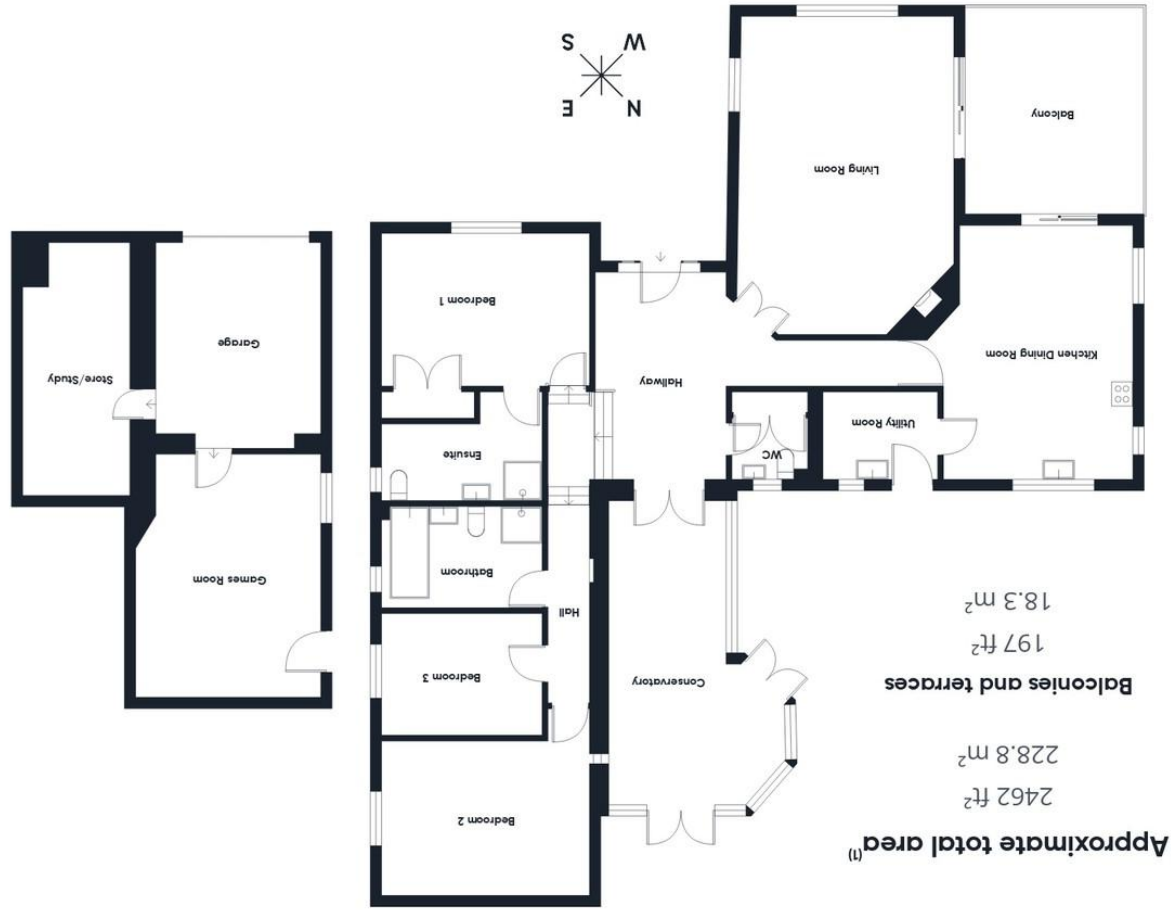 Approximate total area(1)
2462 ft²
228.8 m²
Balconies and terraces
197 ft²
18.3 m²
Bedroom 2
Conservatory
Bedroom 3
Hall
Bathroom
Games Room
WC
Ensuite
Utility Room
Kitchen Dining Room
Hallway
Store/Study
Garage
Bedroom 1
Living Room
Balcony
N
E
W
S